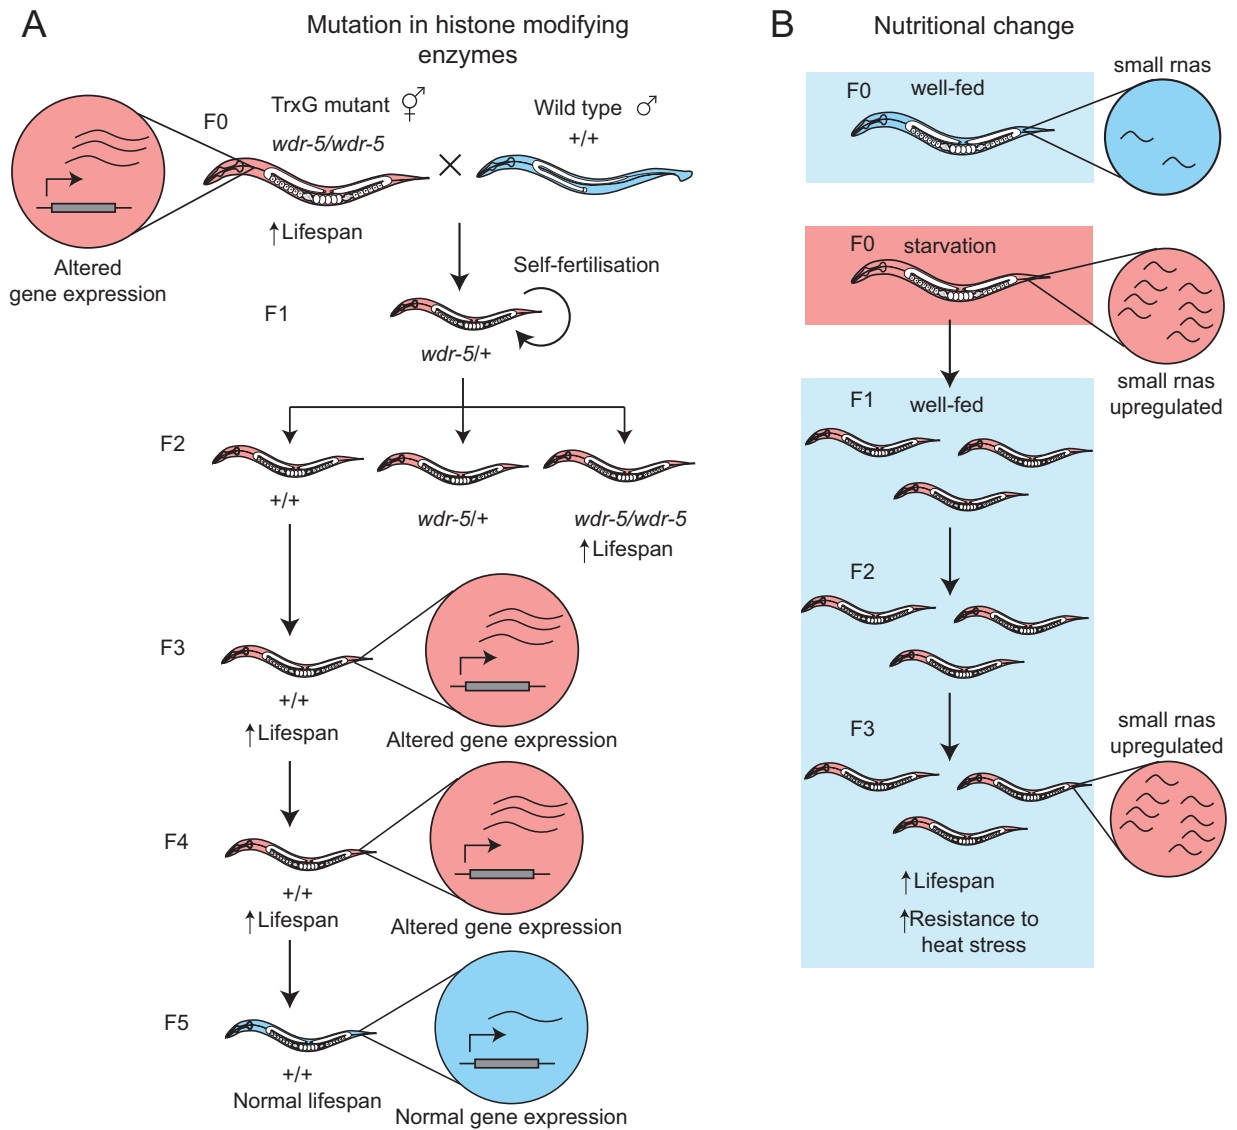 A
Mutation in histone modifying
enzymes
TrxG mutant ⚥
wdr-5/wdr-5
Wild type ♂
+/+
F0
×
↑Lifespan
Altered
gene expression
Self-fertilisation
F1
wdr-5/+
F2
+/+
wdr-5/+
wdr-5/wdr-5
↑Lifespan
F3
+/+
↑Lifespan
Altered gene expression
F4
+/+
↑Lifespan
Altered gene expression
F5
+/+
Normal lifespan
Normal gene expression
B
Nutritional change
small rnas
F0
well-fed
F0
starvation
small rnas
upregulated
F1
well-fed
F2
F3
small rnas
upregulated
↑Lifespan
↑Resistance to
heat stress